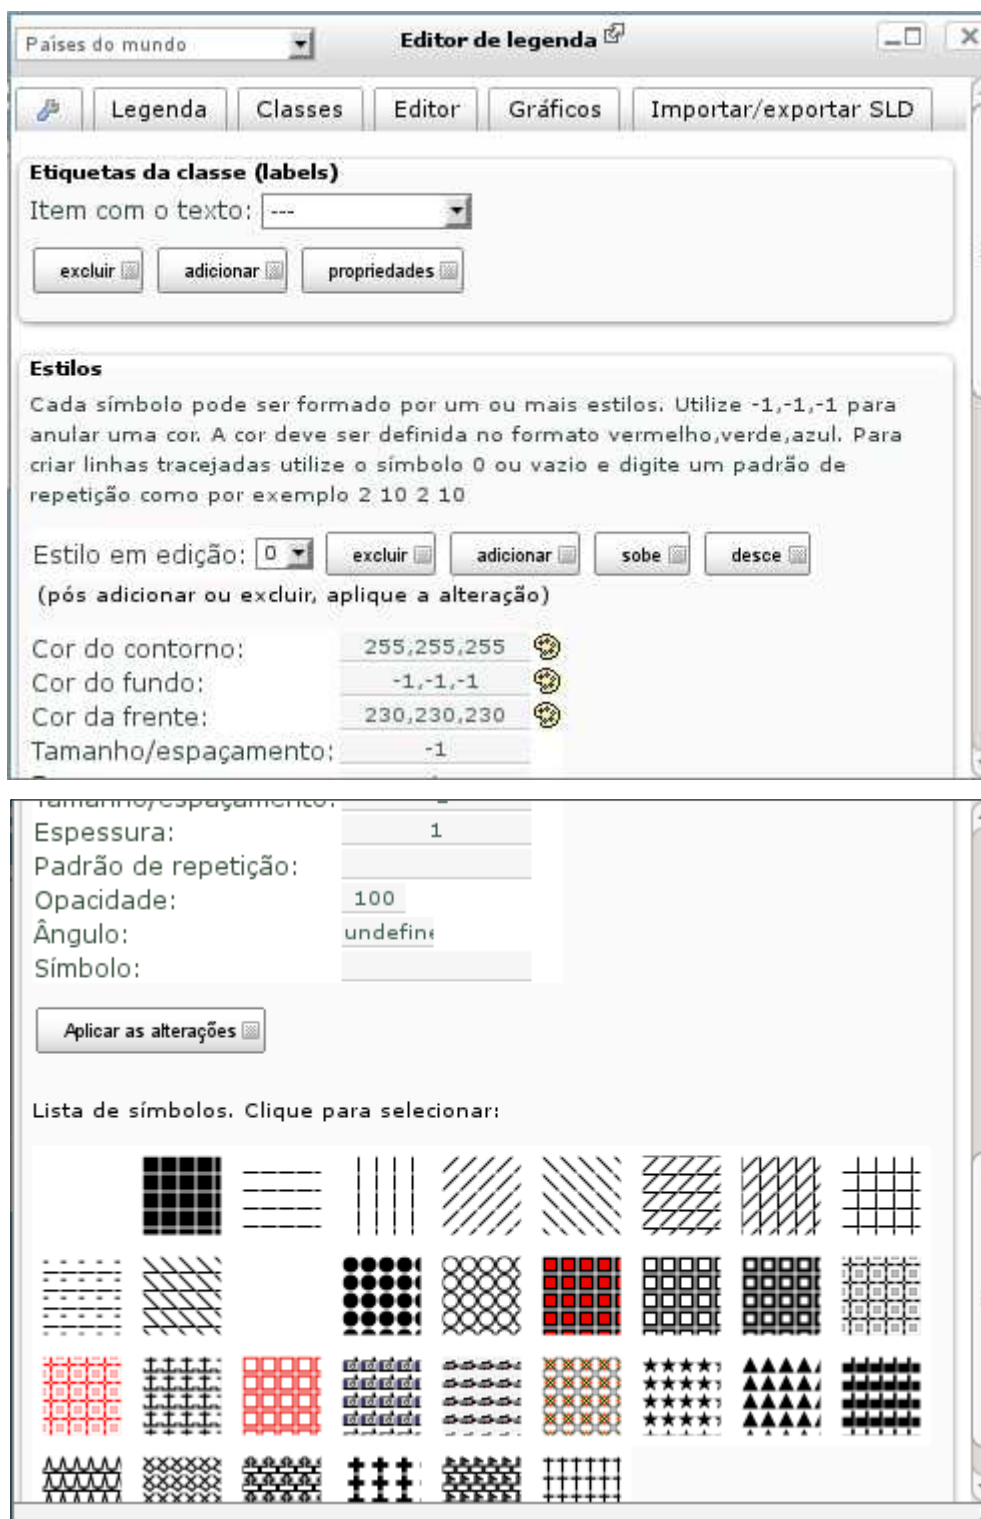 Países do mundo
Editor de legenda
Legenda
Classes
Editor
Gráficos
Importar/exportar SLD
Etiquetas da classe (labels)
Item com o texto: ---
excluir
adicionar
propriedades
Estilos
Cada símbolo pode ser formado por um ou mais estilos. Utilize -1,-1,-1 para
anular uma cor. A cor deve ser definida no formato vermelho,verde,azul. Para
criar linhas tracejadas utilize o símbolo 0 ou vazio e digite um padrão de
repetição como por exemplo 2 10 2 10
Estilo em edição: 0 excluir adicionar sobe desce
(pós adicionar ou excluir, aplique a alteração)
Cor do contorno: 255,255,255
Cor do fundo: -1,-1,-1
Cor da frente: 230,230,230
Tamanho/espaçamento: -1
Tamanho/espaçamento:
Espessura: 1
Padrão de repetição:
Opacidade: 100
Ângulo: undefine
Símbolo:
Aplicar as alterações
Lista de símbolos. Clique para selecionar: